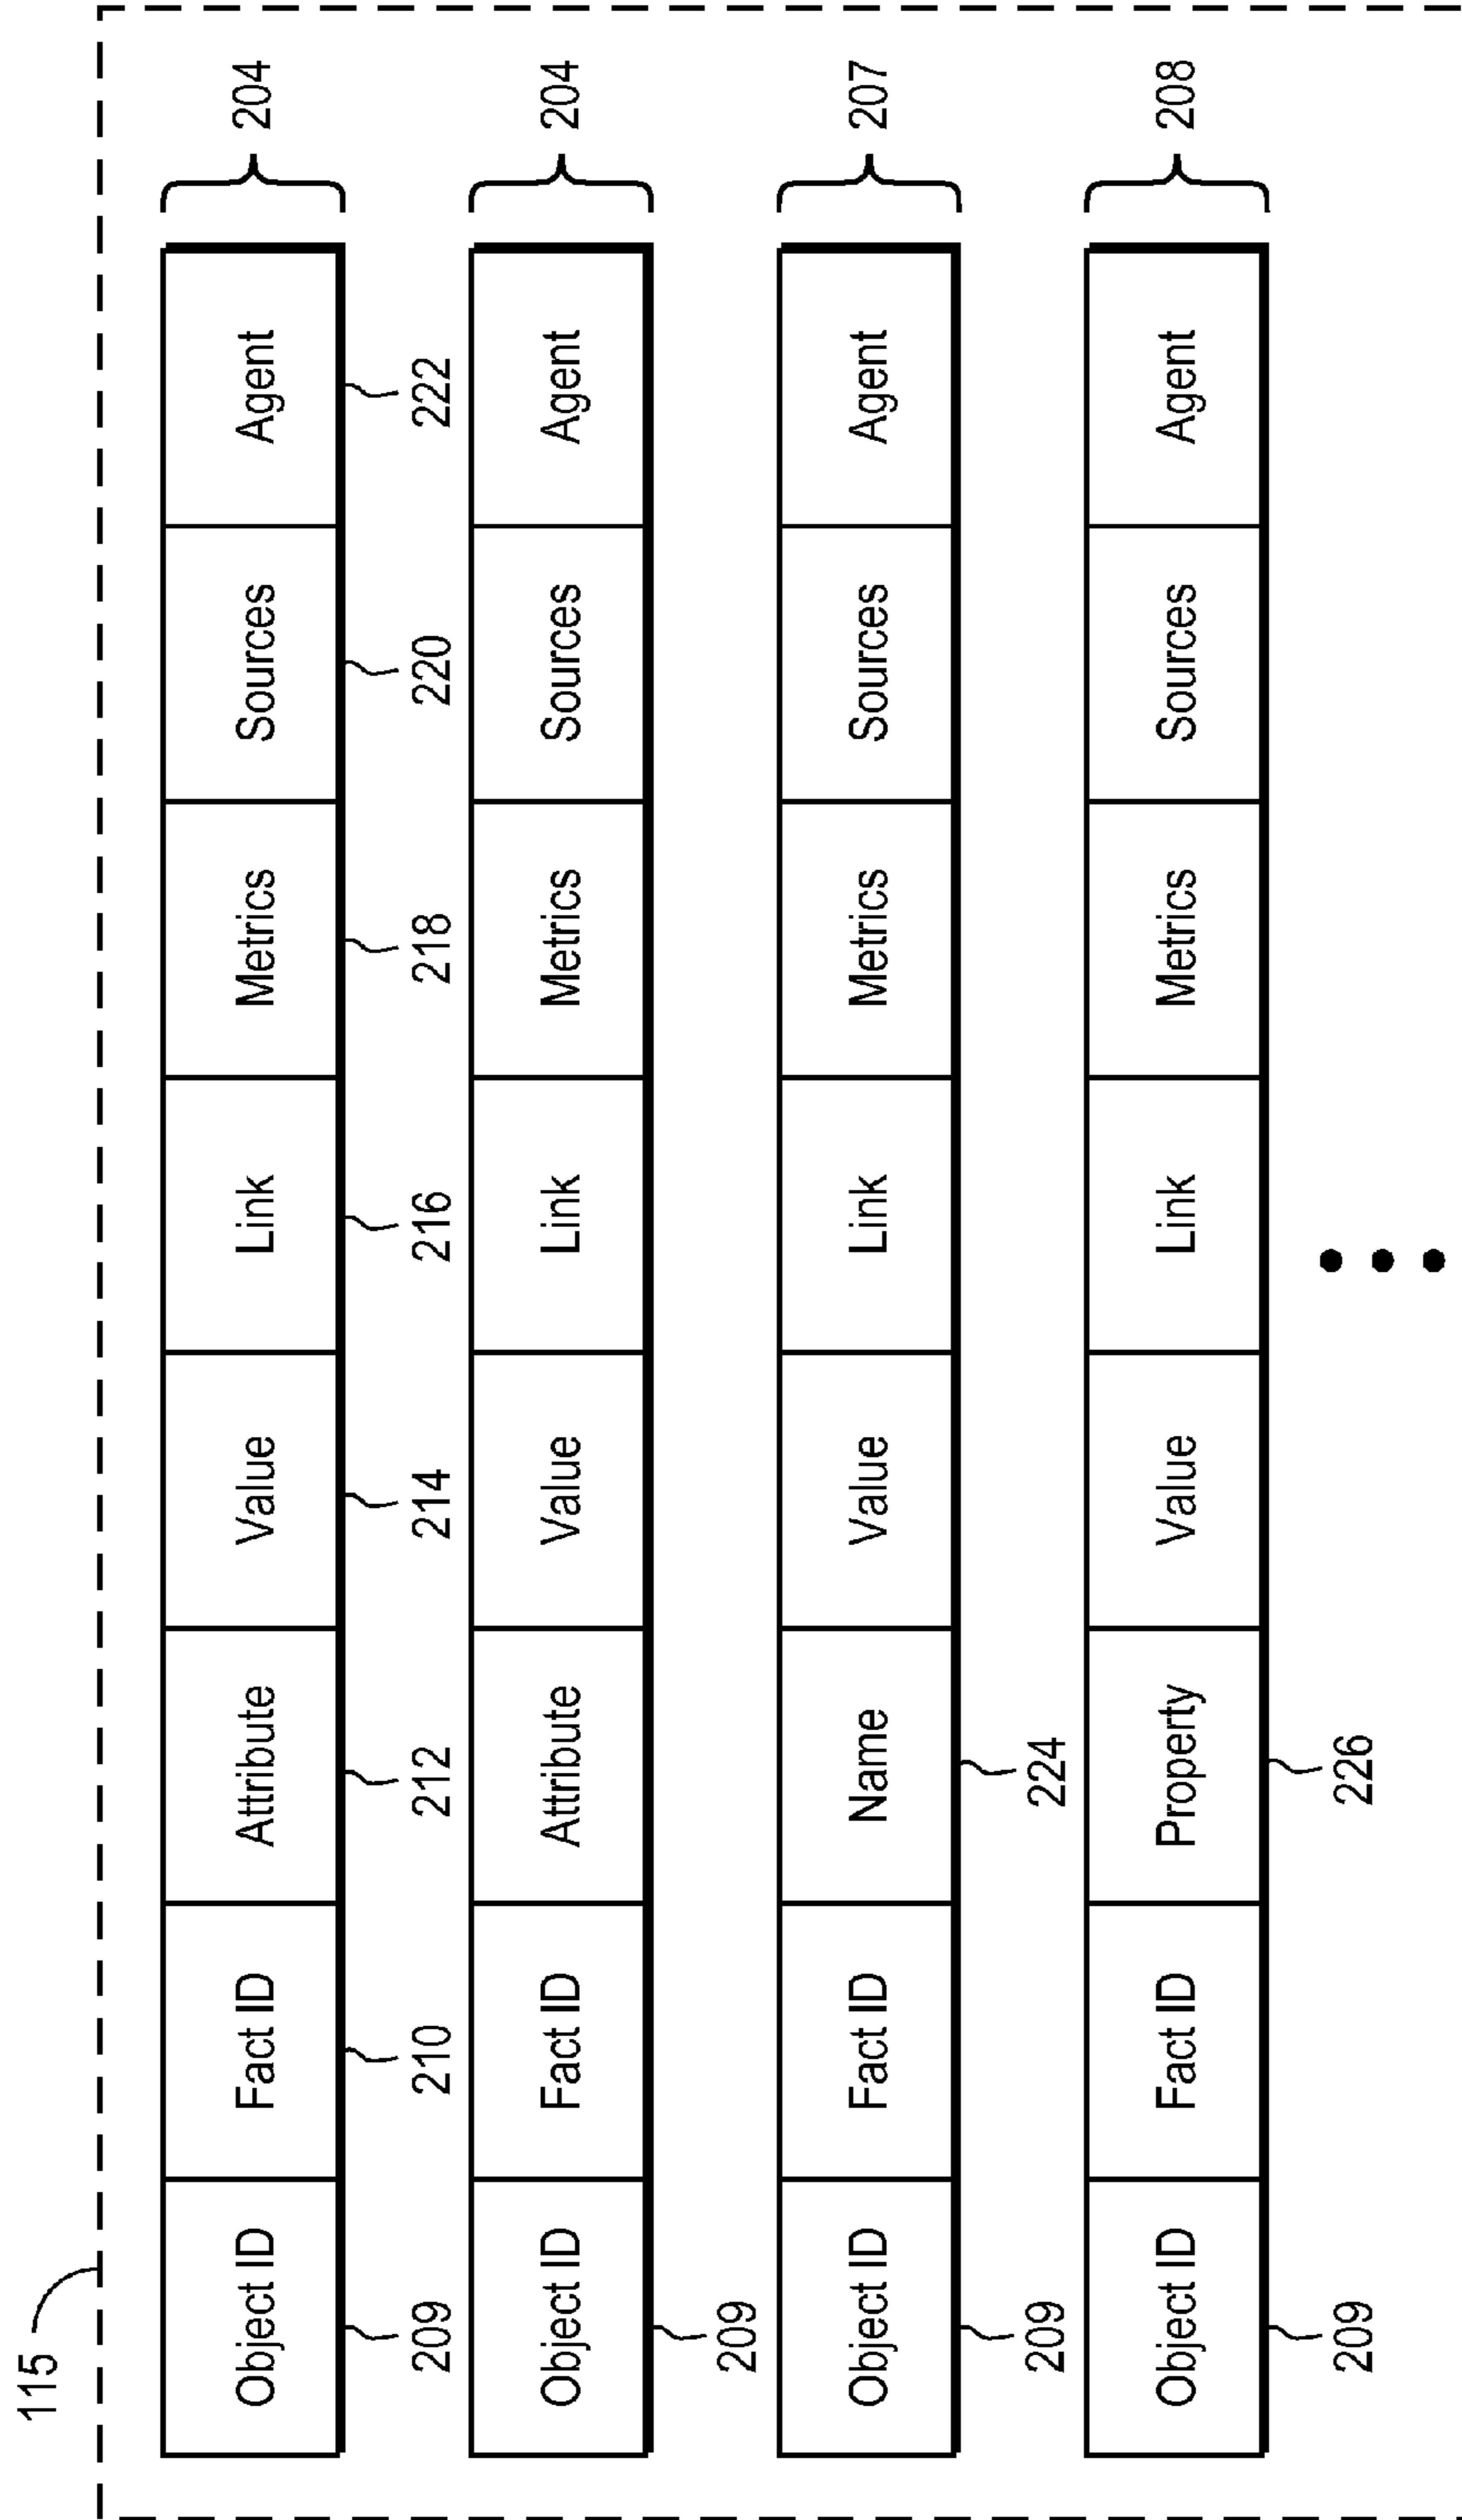 115
Object ID Fact ID Attribute Value Link Metrics Sources Agent 204
209 210 212 214 216 218 220 222
Object ID Fact ID Attribute Value Link Metrics Sources Agent 204
209
Object ID Fact ID Name Value Link Metrics Sources Agent 207
209 224
Object ID Fact ID Property Value Link Metrics Sources Agent 208
209 226